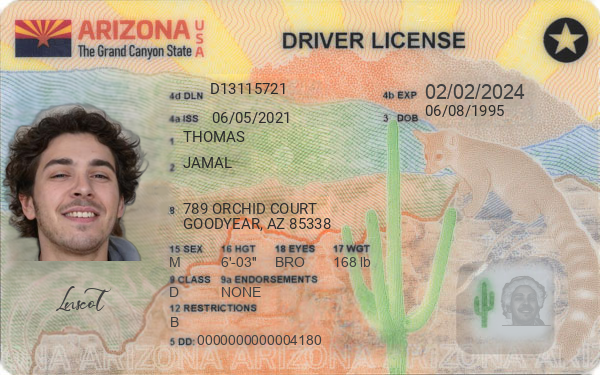 ARIZONA USA
The Grand Canyon State
DRIVER LICENSE
4d DLN D13115721
4b EXP 02/02/2024
4a ISS 06/05/2021
3 DOB 06/08/1995
1 THOMAS
2 JAMAL
8 789 ORCHID COURT
GOODYEAR, AZ 85338
15 SEX 16 HGT 18 EYES 17 WGT
M 6'-03" BRO 168 lb
9 CLASS 9a ENDORSEMENTS
D NONE
12 RESTRICTIONS
B
5 DD: 0000000000004180
ARIZONA ARIZONA ARIZONA ARIZONA